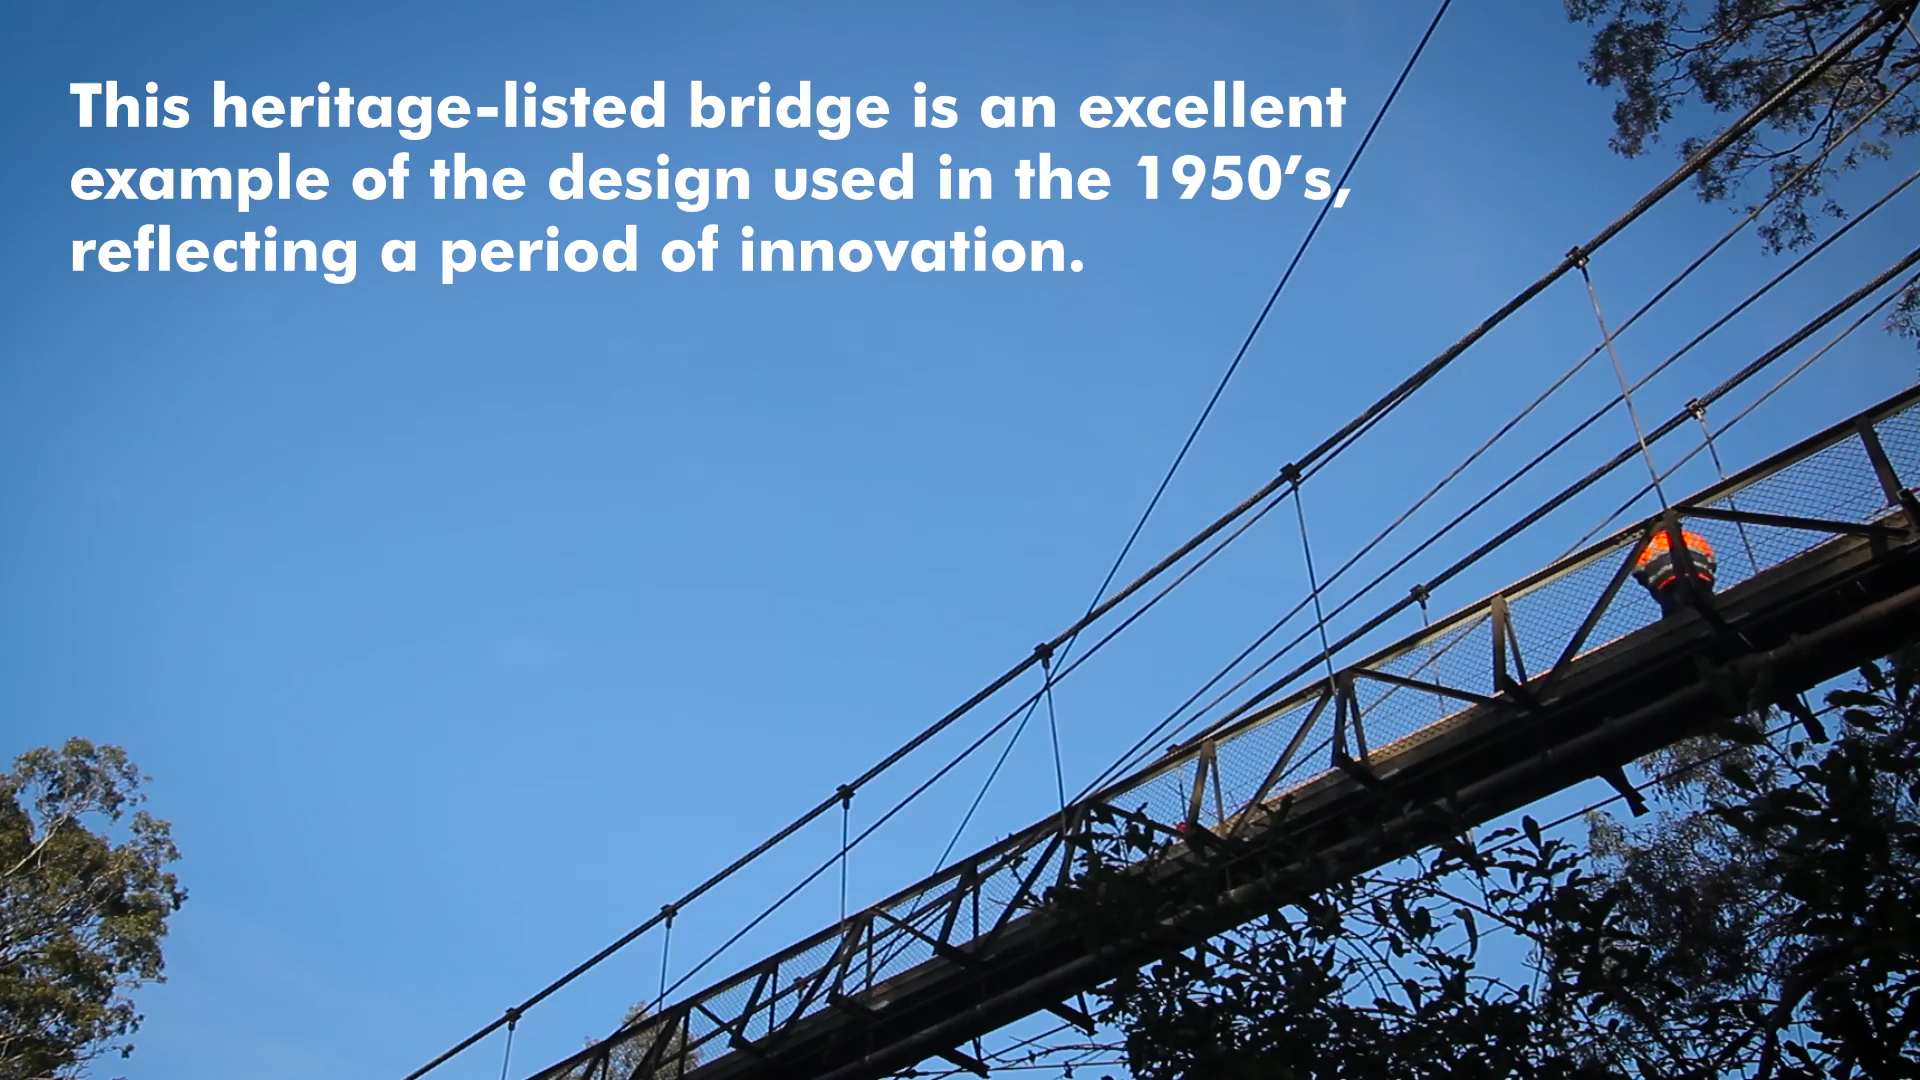 This heritage-listed bridge is an excellent
example of the design used in the 1950’s,
reflecting a period of innovation.